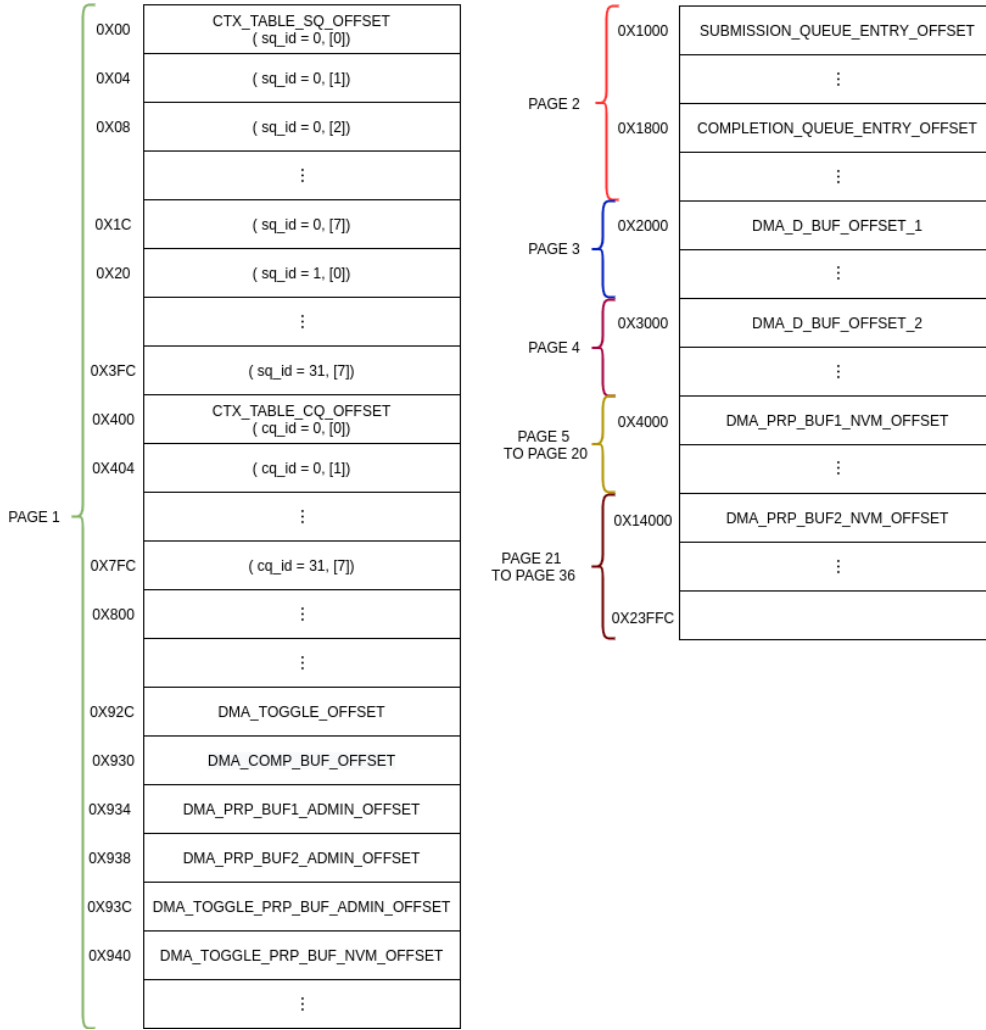 0X00
CTX_TABLE_SQ_OFFSET
( sq_id = 0, [0])
0X04
( sq_id = 0, [1])
0X08
( sq_id = 0, [2])
⋮
0X1C
( sq_id = 0, [7])
0X20
( sq_id = 1, [0])
⋮
0X3FC
( sq_id = 31, [7])
0X400
CTX_TABLE_CQ_OFFSET
( cq_id = 0, [0])
0X404
( cq_id = 0, [1])
PAGE 1
⋮
0X7FC
( cq_id = 31, [7])
0X800
⋮
⋮
0X92C
DMA_TOGGLE_OFFSET
0X930
DMA_COMP_BUF_OFFSET
0X934
DMA_PRP_BUF1_ADMIN_OFFSET
0X938
DMA_PRP_BUF2_ADMIN_OFFSET
0X93C
DMA_TOGGLE_PRP_BUF_ADMIN_OFFSET
0X940
DMA_TOGGLE_PRP_BUF_NVM_OFFSET
⋮
0X1000
SUBMISSION_QUEUE_ENTRY_OFFSET
⋮
PAGE 2
0X1800
COMPLETION_QUEUE_ENTRY_OFFSET
⋮
0X2000
DMA_D_BUF_OFFSET_1
PAGE 3
⋮
0X3000
DMA_D_BUF_OFFSET_2
PAGE 4
⋮
0X4000
DMA_PRP_BUF1_NVM_OFFSET
PAGE 5
TO PAGE 20
⋮
0X14000
DMA_PRP_BUF2_NVM_OFFSET
PAGE 21
TO PAGE 36
⋮
0X23FFC